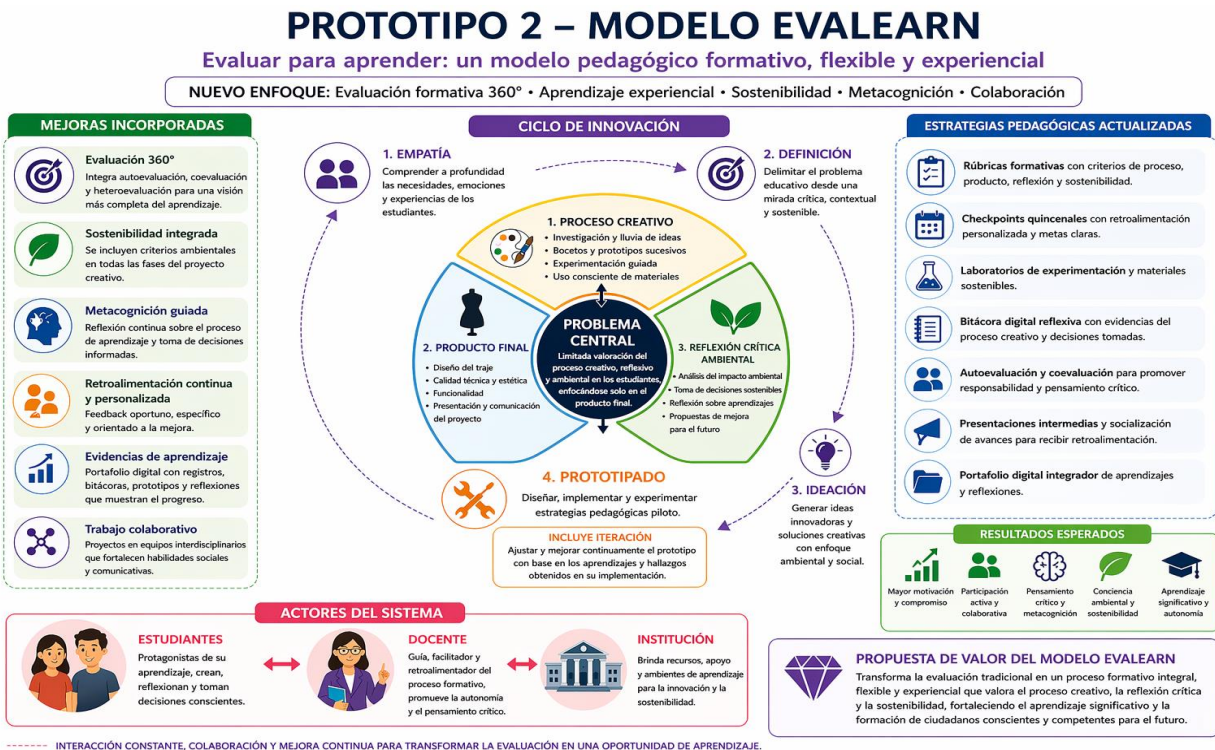 PROTOTIPO 2 – MODELO EVALEARN
Evaluar para aprender: un modelo pedagógico formativo, flexible y experiencial
NUEVO ENFOQUE: Evaluación formativa 360° • Aprendizaje experiencial • Sostenibilidad • Metacognición • Colaboración
MEJORAS INCORPORADAS
Evaluación 360°
Integra autoevaluación, coevaluación
y heteroevaluación para una visión
más completa del aprendizaje.
Sostenibilidad integrada
Se incluyen criterios ambientales
en todas las fases del proyecto
creativo.
Metacognición guiada
Reflexión continua sobre el proceso
de aprendizaje y toma de decisiones
informadas.
Retroalimentación continua
y personalizada
Feedback oportuno, específico
y orientado a la mejora.
Evidencias de aprendizaje
Portafolio digital con registros,
bitácoras, prototipos y reflexiones
que muestran el progreso.
Trabajo colaborativo
Proyectos en equipos interdisciplinarios
que fortalecen habilidades sociales
y comunicativas.
CICLO DE INNOVACIÓN
1. EMPATÍA
Comprender a profundidad
las necesidades, emociones
y experiencias de los
estudiantes.
2. DEFINICIÓN
Delimitar el problema
educativo desde una
mirada crítica, contextual
y sostenible.
1. PROCESO CREATIVO
• Investigación y lluvia de ideas
• Bocetos y prototipos sucesivos
• Experimentación guiada
• Uso consciente de materiales
2. PRODUCTO FINAL
• Diseño del traje
• Calidad técnica y estética
• Funcionalidad
• Presentación y comunicación
del proyecto
PROBLEMA
CENTRAL
Limitada valoración del
proceso creativo, reflexivo
y ambiental en los estudiantes,
enfocándose solo en el
producto final.
3. REFLEXIÓN CRÍTICA
AMBIENTAL
• Análisis del impacto ambiental
• Toma de decisiones sostenibles
• Reflexión sobre aprendizajes
• Propuestas de mejora
para el futuro
3. IDEACIÓN
Generar ideas
innovadoras y
soluciones creativas
con enfoque
ambiental y social.
4. PROTOTIPADO
Diseñar, implementar y experimentar
estrategias pedagógicas piloto.
INCLUYE ITERACIÓN
Ajustar y mejorar continuamente el prototipo
con base en los aprendizajes y hallazgos
obtenidos en su implementación.
ESTRATEGIAS PEDAGÓGICAS ACTUALIZADAS
Rúbricas formativas con criterios de proceso,
producto, reflexión y sostenibilidad.
Checkpoints quincenales con retroalimentación
personalizada y metas claras.
Laboratorios de experimentación y materiales
sostenibles.
Bitácora digital reflexiva con evidencias del
proceso creativo y decisiones tomadas.
Autoevaluación y coevaluación para promover
responsabilidad y pensamiento crítico.
Presentaciones intermedias y socialización
de avances para recibir retroalimentación.
Portafolio digital integrador de aprendizajes
y reflexiones.
RESULTADOS ESPERADOS
Mayor motivación
y compromiso
Participación
activa y
colaborativa
Pensamiento
crítico y
metacognición
Conciencia
ambiental y
sostenibilidad
Aprendizaje
significativo y
autonomía
ACTORES DEL SISTEMA
ESTUDIANTES
Protagonistas de su
aprendizaje, crean,
reflexionan y toman
decisiones conscientes.
DOCENTE
Guía, facilitador y
retroalimentador del
proceso formativo,
promueve la autonomía
y el pensamiento crítico.
INSTITUCIÓN
Brinda recursos, apoyo
y ambientes de aprendizaje
para la innovación y la
sostenibilidad.
PROPUESTA DE VALOR DEL MODELO EVALEARN
Transforma la evaluación tradicional en un proceso formativo integral,
flexible y experiencial que valora el proceso creativo, la reflexión crítica
y la sostenibilidad, fortaleciendo el aprendizaje significativo y la
formación de ciudadanos conscientes y competentes para el futuro.
INTERACCIÓN CONSTANTE, COLABORACIÓN Y MEJORA CONTINUA PARA TRANSFORMAR LA EVALUACIÓN EN UNA OPORTUNIDAD DE APRENDIZAJE.